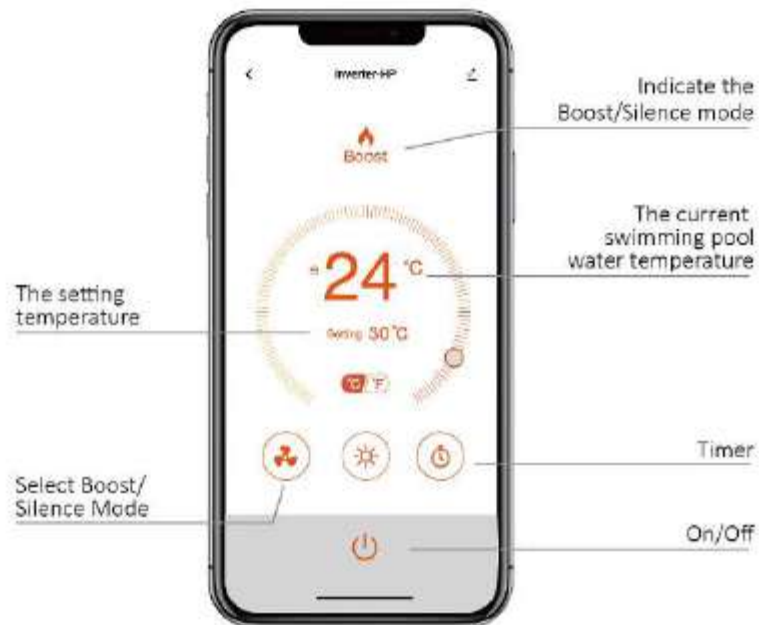 Inverter-HP
Indicate the
Boost/Silence mode
Boost
The current
swimming pool
water temperature
24 °C
The setting
temperature
Setting 30°C
°C °F
Timer
Select Boost/
Silence Mode
On/Off